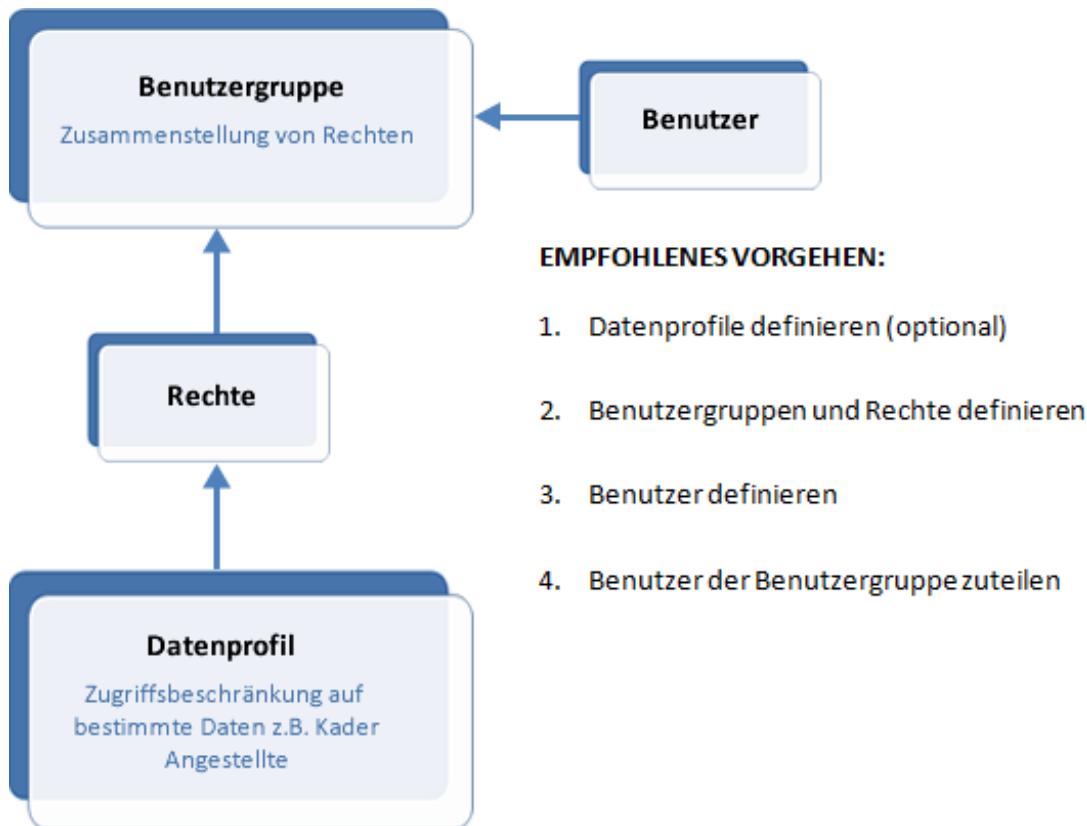 Benutzergruppe
Zusammenstellung von Rechten
Benutzer
EMPFOHLENES VORGEHEN:
1. Datenprofile definieren (optional)
2. Benutzergruppen und Rechte definieren
3. Benutzer definieren
4. Benutzer der Benutzergruppe zuteilen
Rechte
Datenprofil
Zugriffsbeschränkung auf
bestimmte Daten z.B. Kader
Angestellte